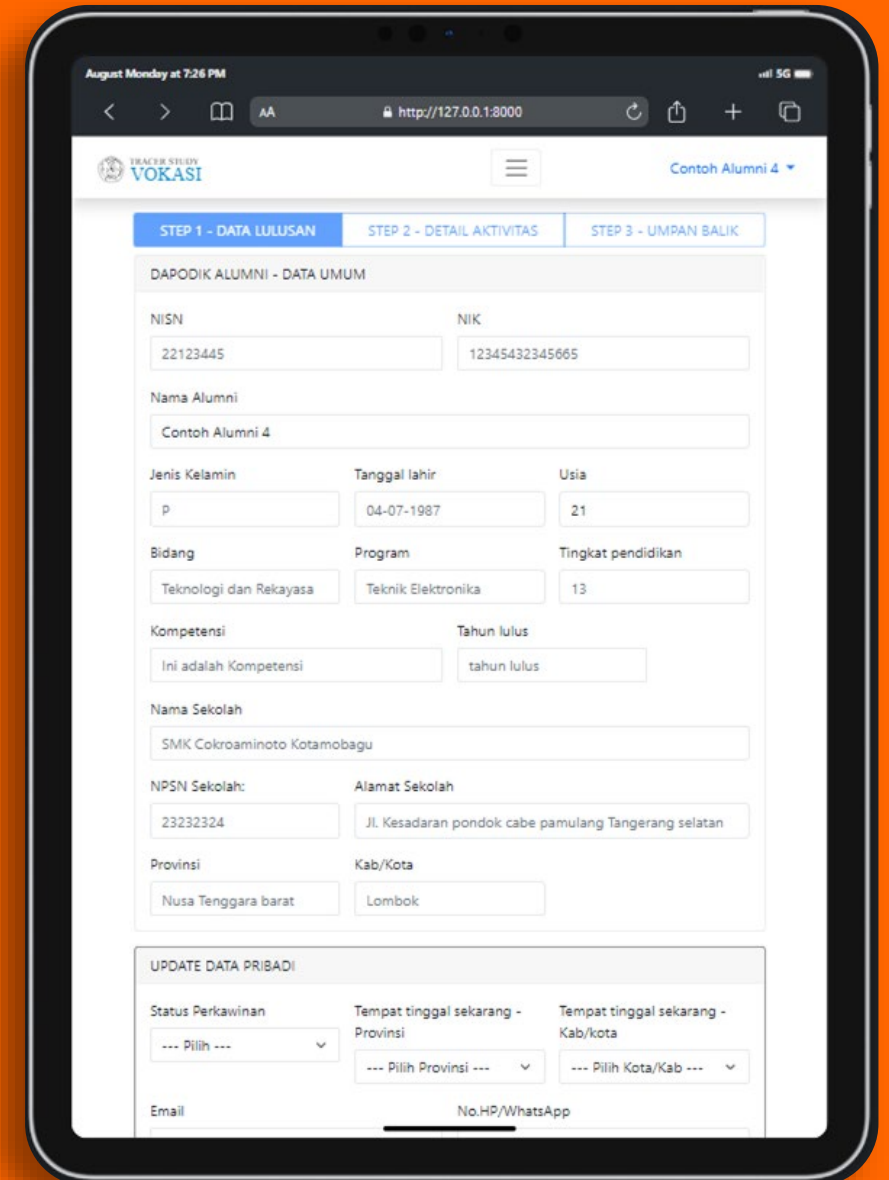 August Monday at 7:26 PM
5G
AA
http://127.0.0.1:8000
TRACER STUDY
VOKASI
Contoh Alumni 4
STEP 1 - DATA LULUSAN
STEP 2 - DETAIL AKTIVITAS
STEP 3 - UMPAN BALIK
DAPODIK ALUMNI - DATA UMUM
NISN
NIK
22123445
12345432345665
Nama Alumni
Contoh Alumni 4
Jenis Kelamin
Tanggal lahir
Usia
P
04-07-1987
21
Bidang
Program
Tingkat pendidikan
Teknologi dan Rekayasa
Teknik Elektronika
13
Kompetensi
Tahun lulus
Ini adalah Kompetensi
tahun lulus
Nama Sekolah
SMK Cokroaminoto Kotamobagu
NPSN Sekolah:
Alamat Sekolah
23232324
Jl. Kesadaran pondok cabe pamulang Tangerang selatan
Provinsi
Kab/Kota
Nusa Tenggara barat
Lombok
UPDATE DATA PRIBADI
Status Perkawinan
Tempat tinggal sekarang -
Provinsi
Tempat tinggal sekarang -
Kab/kota
--- Pilih ---
--- Pilih Provinsi ---
--- Pilih Kota/Kab ---
Email
No.HP/WhatsApp